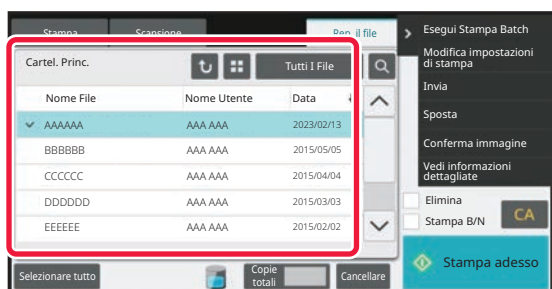 Stampa
Scansione
Rep. il file
Cartel. Princ.
Tutti I File
Nome File
Nome Utente
Data
AAAAAA
AAA AAA
2023/02/13
BBBBBB
AAA AAA
2015/05/05
CCCCCC
AAA AAA
2015/04/04
DDDDDD
AAA AAA
2015/03/03
EEEEEE
AAA AAA
2015/02/02
Selezionare tutto
Copie
totali
Cancellare
Esegui Stampa Batch
Modifica impostazioni
di stampa
Invia
Sposta
Conferma immagine
Vedi informazioni
dettagliate
Elimina
Stampa B/N
CA
Stampa adesso